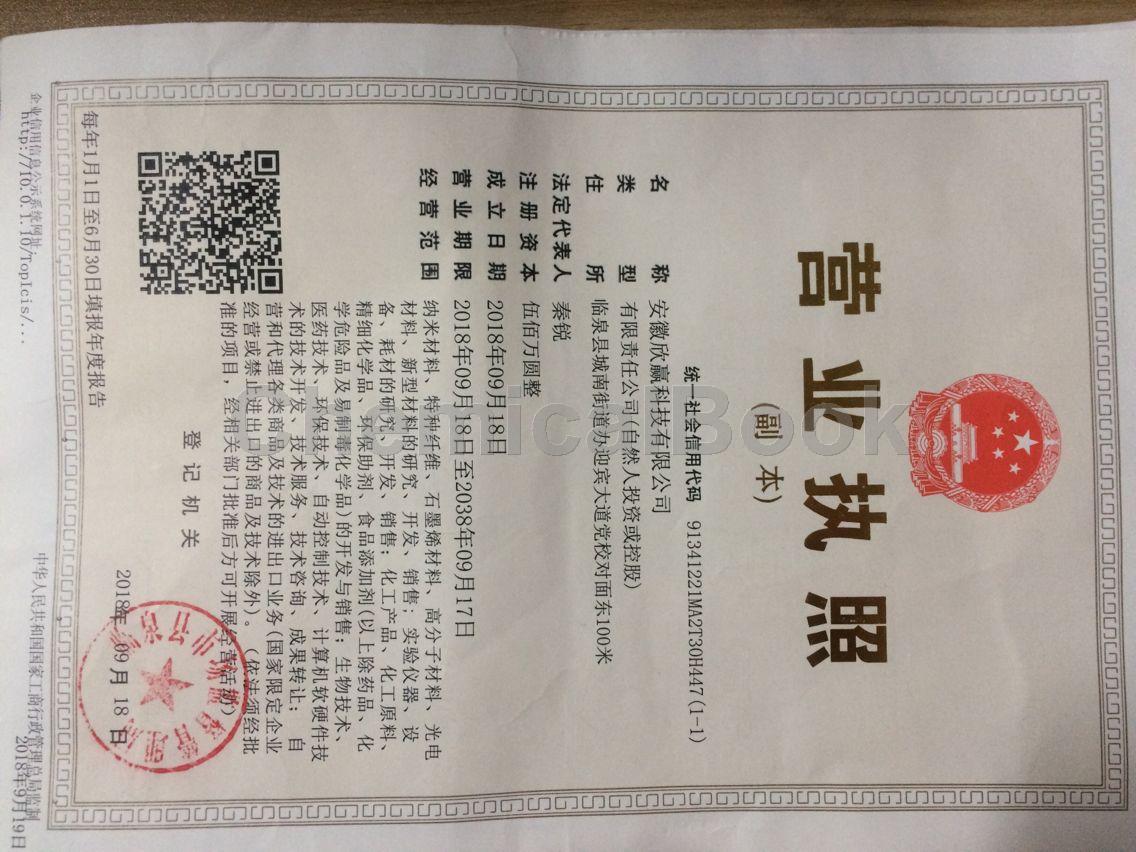 营业执照
(副本)
统一社会信用代码 91341221MA2T30H447(1-1)
名称 安徽欣赢科技有限公司
类型 有限责任公司(自然人投资或控股)
住所 临泉县城南街道办迎宾大道党校对面东100米
法定代表人 秦锐
注册资本 伍佰万圆整
成立日期 2018年09月18日
营业期限 2018年09月18日至2038年09月17日
经营范围 纳米材料、特种纤维、石墨烯材料、高分子材料、光电
材料、新型材料的研究、开发、销售；实验仪器、设
备、耗材的研究、开发、销售；化工产品、化工原料、
精细化学品、环保助剂、食品添加剂(以上除药品、化
学危险品及易制毒化学品)的开发与销售；生物技术、
医药技术、环保技术、自动控制技术、计算机软硬件技
术的技术开发、技术服务、技术咨询、成果转让；自
营和代理各类商品及技术的进出口业务(国家限定企业
经营或禁止进出口的商品及技术除外)。(依法须经批
准的项目，经相关部门批准后方可开展经营活动)
登记机关
2018年 09月 18日
每年1月1日至6月30日填报年度报告
企业信用信息公示系统网址：
http://10.0.1.10/TopIcis/...
中华人民共和国国家工商行政管理总局监制
2018年9月19日